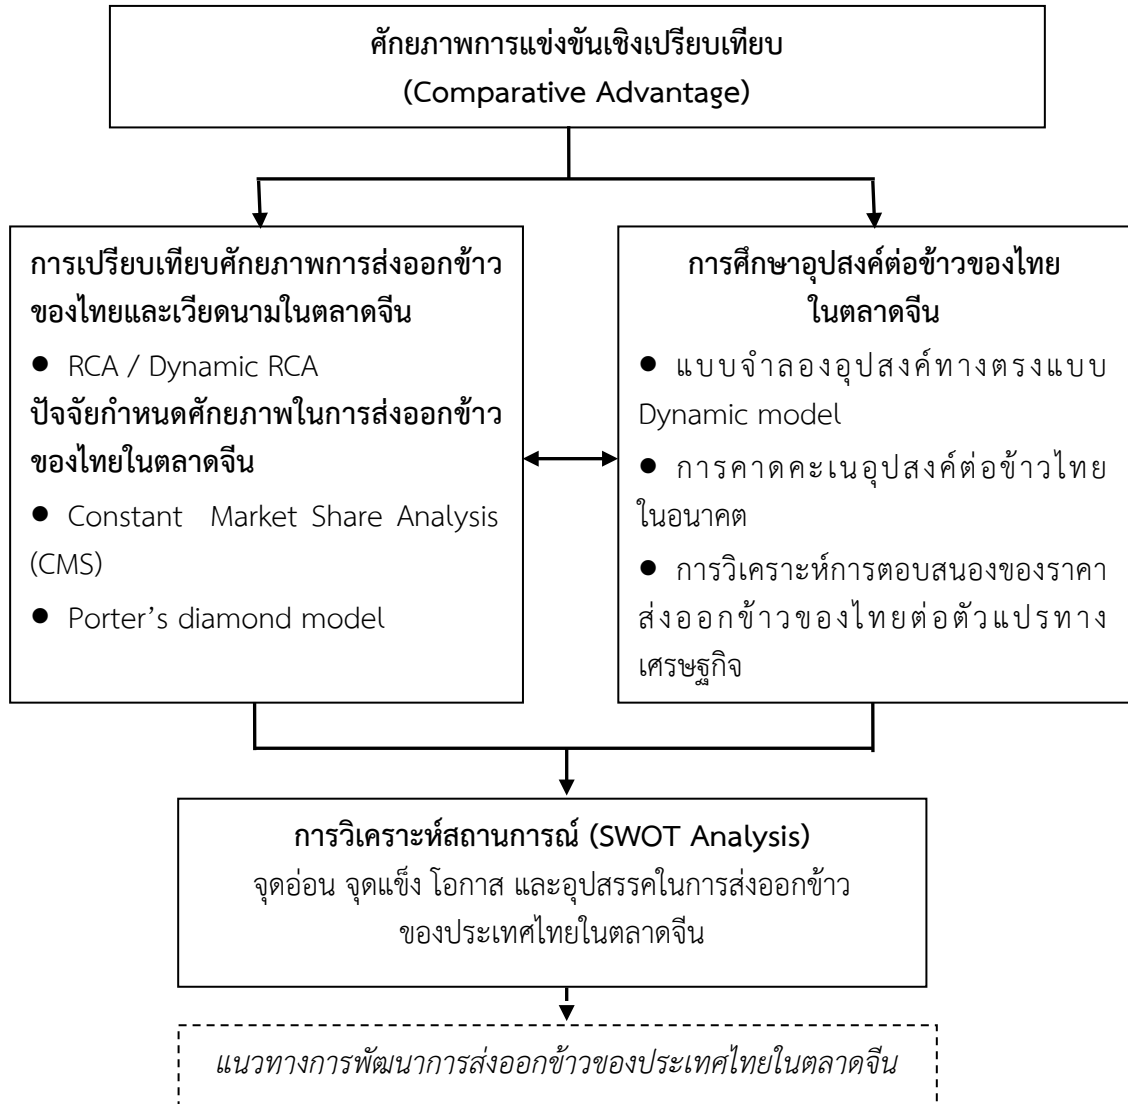 ศักยภาพการแข่งขันเชิงเปรียบเทียบ
(Comparative Advantage)
การเปรียบเทียบศักยภาพการส่งออกข้าว
ของไทยและเวียดนามในตลาดจีน
● RCA / Dynamic RCA
ปัจจัยกำหนดศักยภาพในการส่งออกข้าว
ของไทยในตลาดจีน
● Constant Market Share Analysis
(CMS)
● Porter’s diamond model
การศึกษาอุปสงค์ต่อข้าวของไทย
ในตลาดจีน
● แบบจำลองอุปสงค์ทางตรงแบบ
Dynamic model
● การคาดคะเนอุปสงค์ต่อข้าวไทย
ในอนาคต
● การวิเคราะห์การตอบสนองของราคา
ส่งออกข้าวของไทยต่อตัวแปรทาง
เศรษฐกิจ
การวิเคราะห์สถานการณ์ (SWOT Analysis)
จุดอ่อน จุดแข็ง โอกาส และอุปสรรคในการส่งออกข้าว
ของประเทศไทยในตลาดจีน
แนวทางการพัฒนาการส่งออกข้าวของประเทศไทยในตลาดจีน